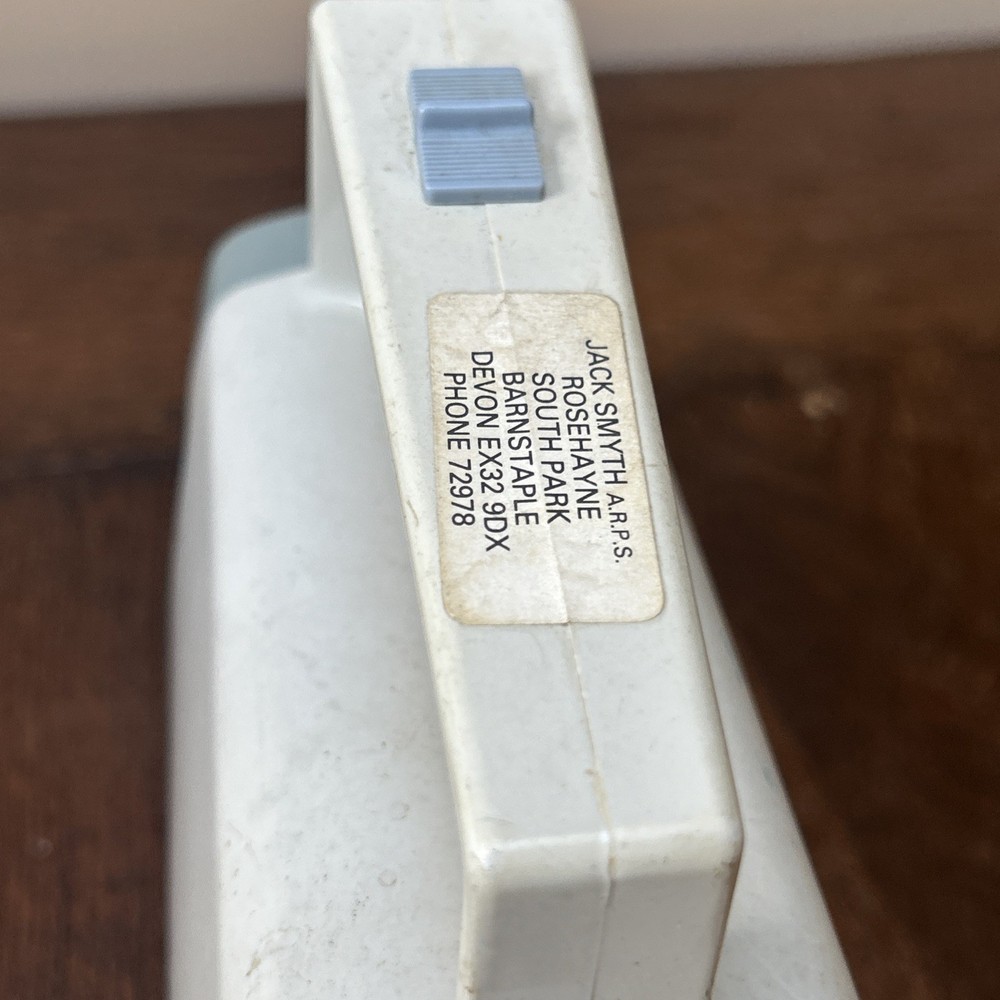 JACK SMYTH A.R.P.S.
ROSEHAYNE
SOUTH PARK
BARNSTAPLE
DEVON EX32 9DX
PHONE 72978